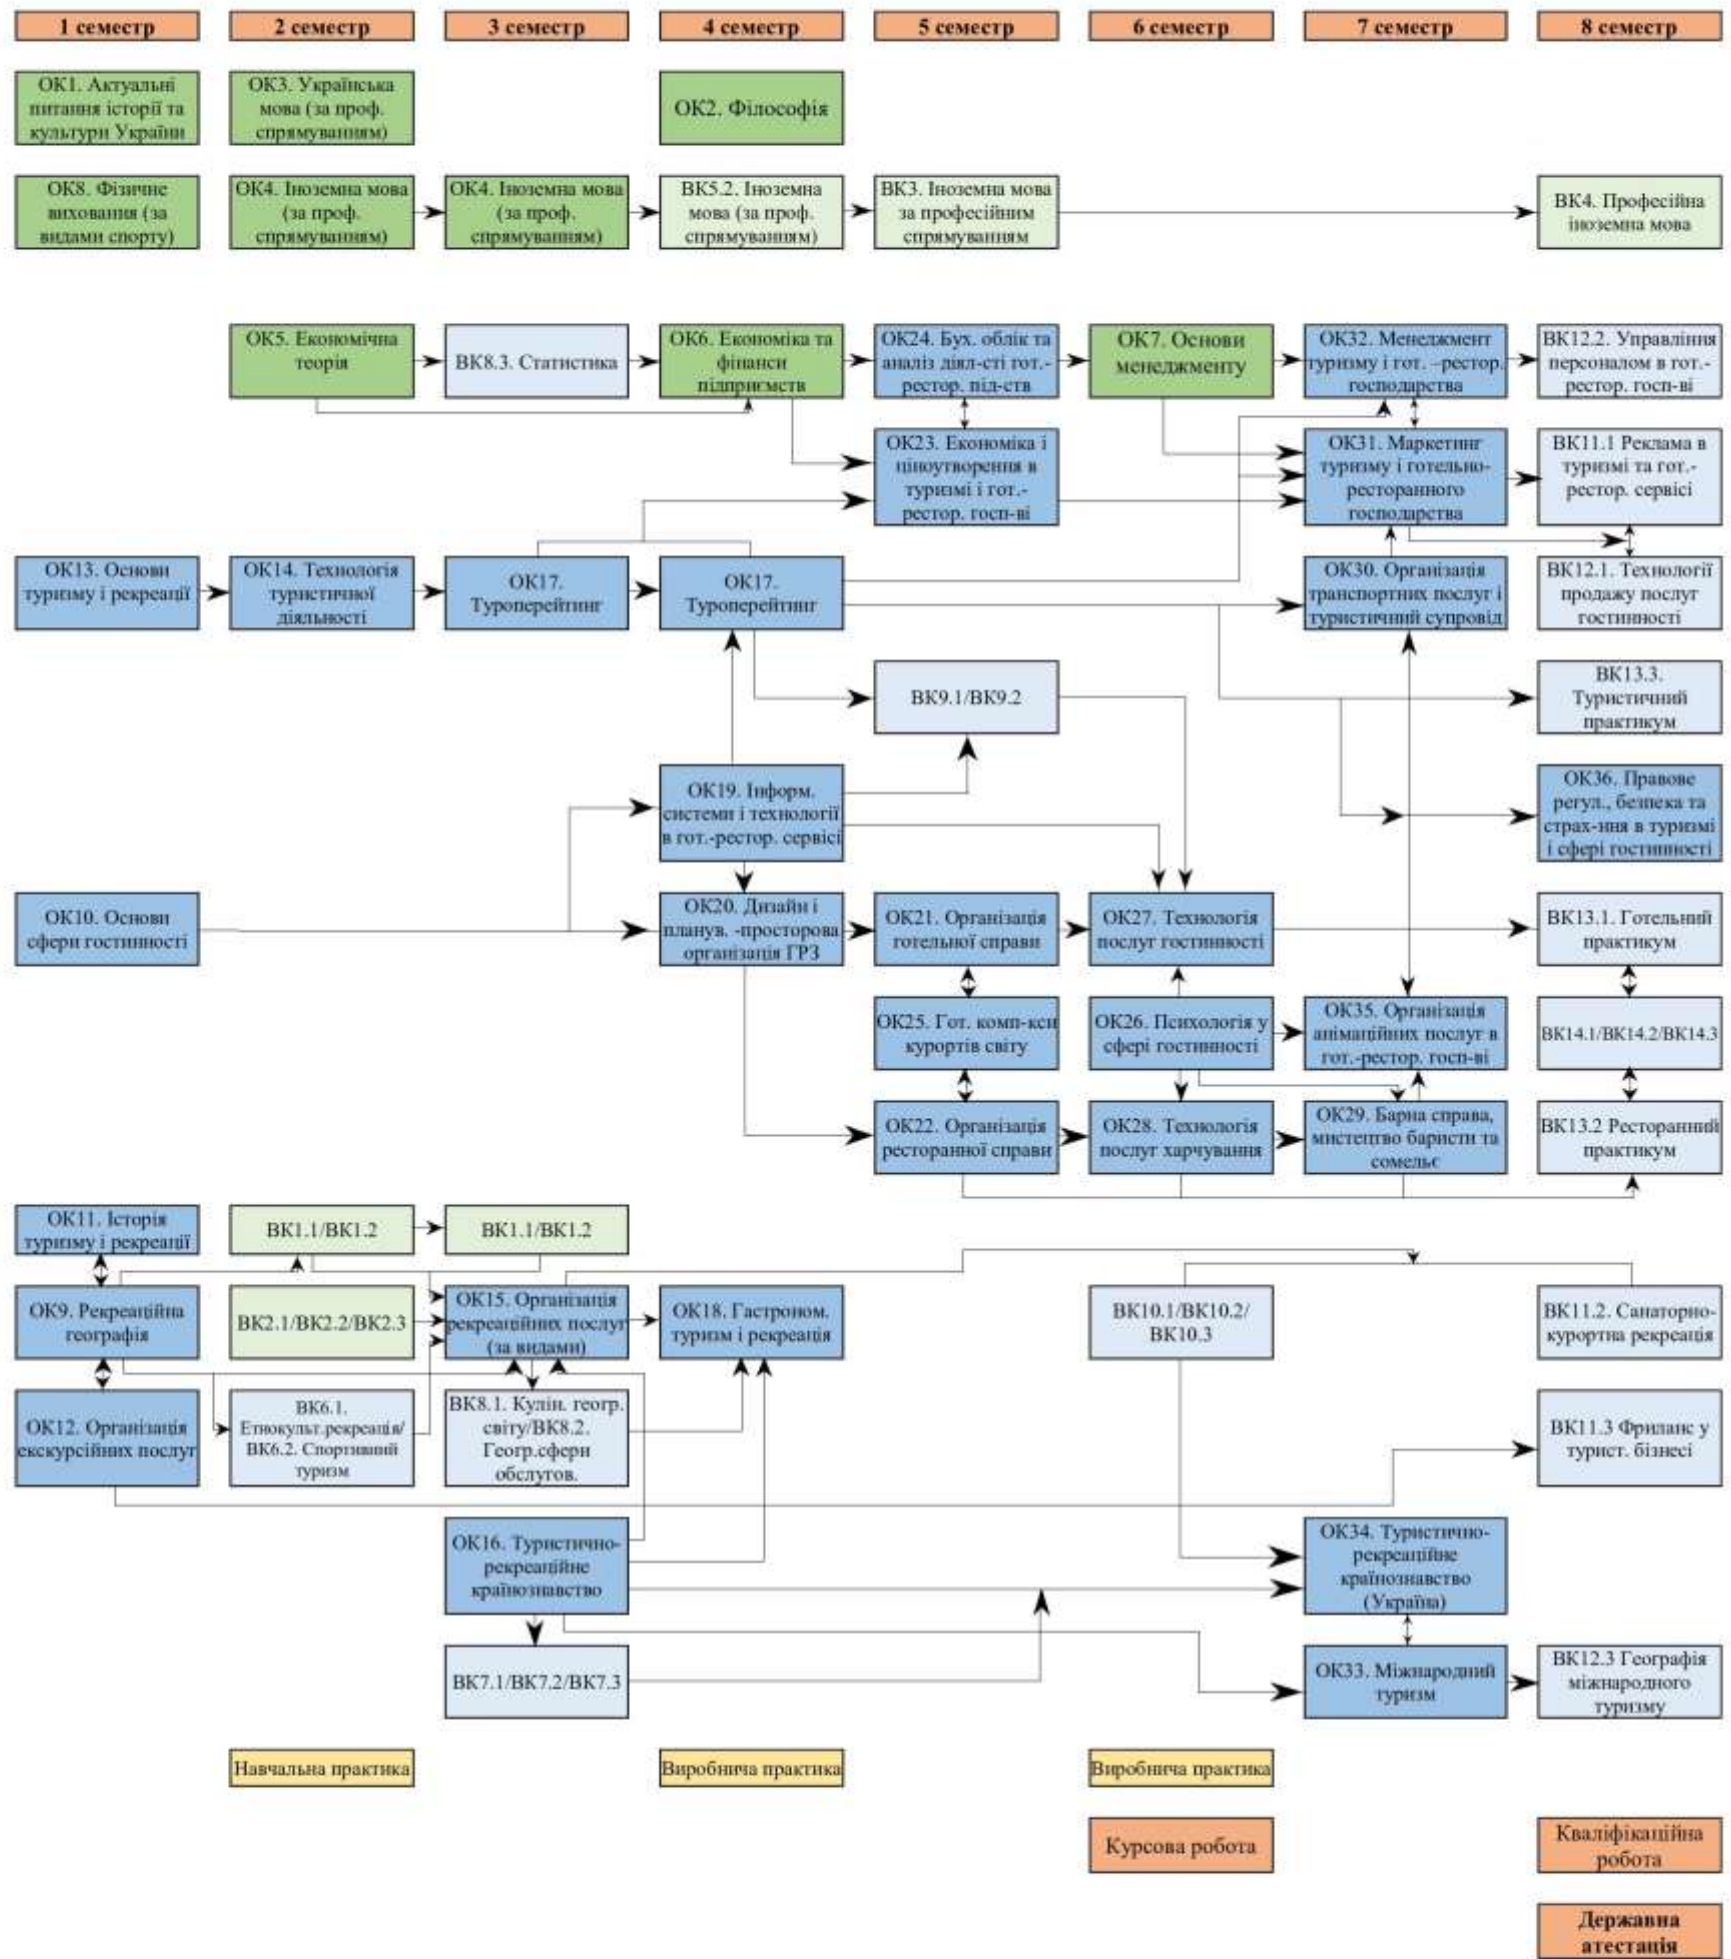 1 семестр
2 семестр
3 семестр
4 семестр
5 семестр
6 семестр
7 семестр
8 семестр
ОК1. Актуальні
питання історії та
культури України
ОК3. Українська
мова (за проф.
спрямуванням)
ОК2. Філософія
ОК8. Фізичне
виховання (за
видами спорту)
ОК4. Іноземна мова
(за проф.
спрямуванням)
ОК4. Іноземна мова
(за проф.
спрямуванням)
ВК5.2. Іноземна
мова (за проф.
спрямуванням)
ВК3. Іноземна мова
за професійним
спрямуванням
ВК4. Професійна
іноземна мова
ОК5. Економічна
теорія
ВК8.3. Статистика
ОК6. Економіка та
фінанси
підприємств
ОК24. Бух. облік та
аналіз діял-сті гот.-
рестор. під-ств
ОК7. Основи
менеджменту
ОК32. Менеджмент
туризму і гот. –рестор.
господарства
ВК12.2. Управління
персоналом в гот.-
рестор. госп-ві
ОК23. Економіка і
ціноутворення в
туризмі і гот.-
рестор. госп-ві
ОК31. Маркетинг
туризму і готельно-
ресторанного
господарства
ВК11.1 Реклама в
туризмі та гот.-
рестор. сервісі
ОК13. Основи
туризму і рекреації
ОК14. Технологія
туристичної
діяльності
ОК17.
Туроперейтинг
ОК17.
Туроперейтинг
ОК30. Організація
транспортних послуг і
туристичний супровід
ВК12.1. Технології
продажу послуг
гостинності
ВК9.1/ВК9.2
ВК13.3.
Туристичний
практикум
ОК19. Інформ.
системи і технології
в гот.-рестор. сервісі
ОК36. Правове
регул., безпека та
страх-ння в туризмі
і сфері гостинності
ОК10. Основи
сфери гостинності
ОК20. Дизайн і
планув. -просторова
організація ГРЗ
ОК21. Організація
готельної справи
ОК27. Технологія
послуг гостинності
ВК13.1. Готельний
практикум
ОК25. Гот. комп-кси
курортів світу
ОК26. Психологія у
сфері гостинності
ОК35. Організація
анімаційних послуг в
гот.-рестор. госп-ві
ВК14.1/ВК14.2/ВК14.3
ОК22. Організація
ресторанної справи
ОК28. Технологія
послуг харчування
ОК29. Барна справа,
мистецтво баристи та
сомельє
ВК13.2 Ресторанний
практикум
ОК11. Історія
туризму і рекреації
ВК1.1/ВК1.2
ВК1.1/ВК1.2
ОК9. Рекреаційна
географія
ВК2.1/ВК2.2/ВК2.3
ОК15. Організація
рекреаційних послуг
(за видами)
ОК18. Гастроном.
туризм і рекреація
ВК10.1/ВК10.2/
ВК10.3
ВК11.2. Санаторно-
курортна рекреація
ОК12. Організація
екскурсійних послуг
ВК6.1.
Етнокульт.рекреація/
ВК6.2. Спортивний
туризм
ВК8.1. Кулін. геогр.
світу/ВК8.2.
Геогр.сфери
обслугов.
ВК11.3 Фриланс у
турист. бізнесі
ОК16. Туристично-
рекреаційне
країнознавство
ОК34. Туристично-
рекреаційне
країнознавство
(Україна)
ВК7.1/ВК7.2/ВК7.3
ОК33. Міжнародний
туризм
ВК12.3 Географія
міжнародного
туризму
Навчальна практика
Виробнича практика
Виробнича практика
Курсова робота
Кваліфікаційна
робота
Державна
атестація